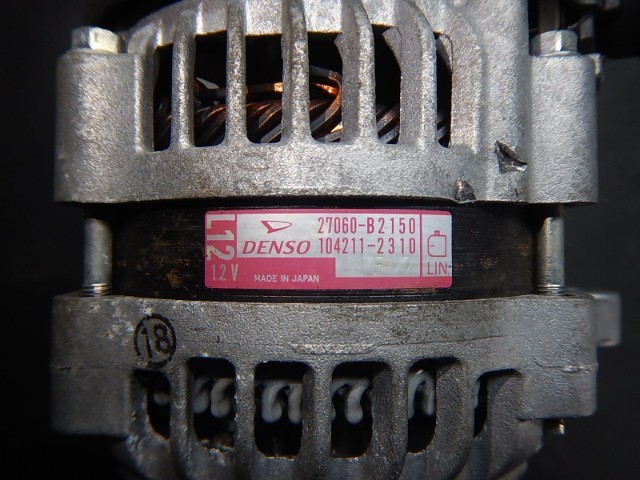 L12
12V
27060-B2150
DENSO 104211-2310
MADE IN JAPAN
LIN
18